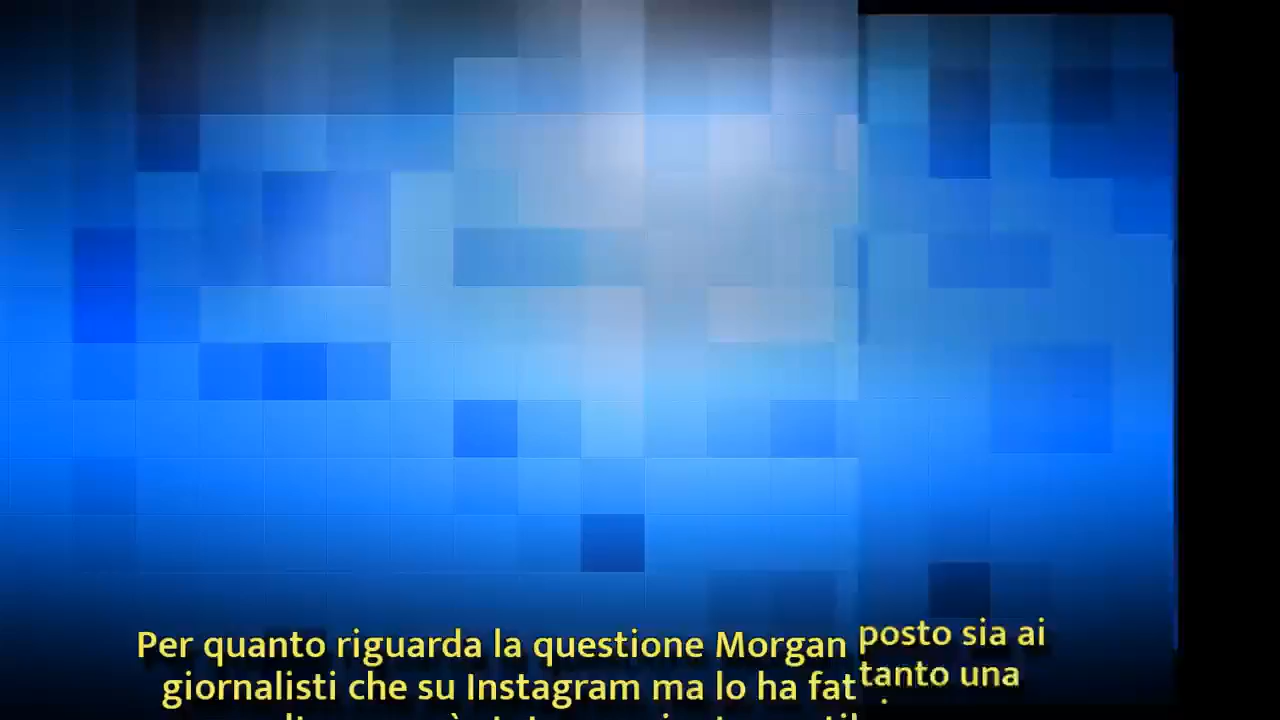 Per quanto riguarda la questione Morgan posto sia ai
giornalisti che su Instagram ma lo ha fat tanto una